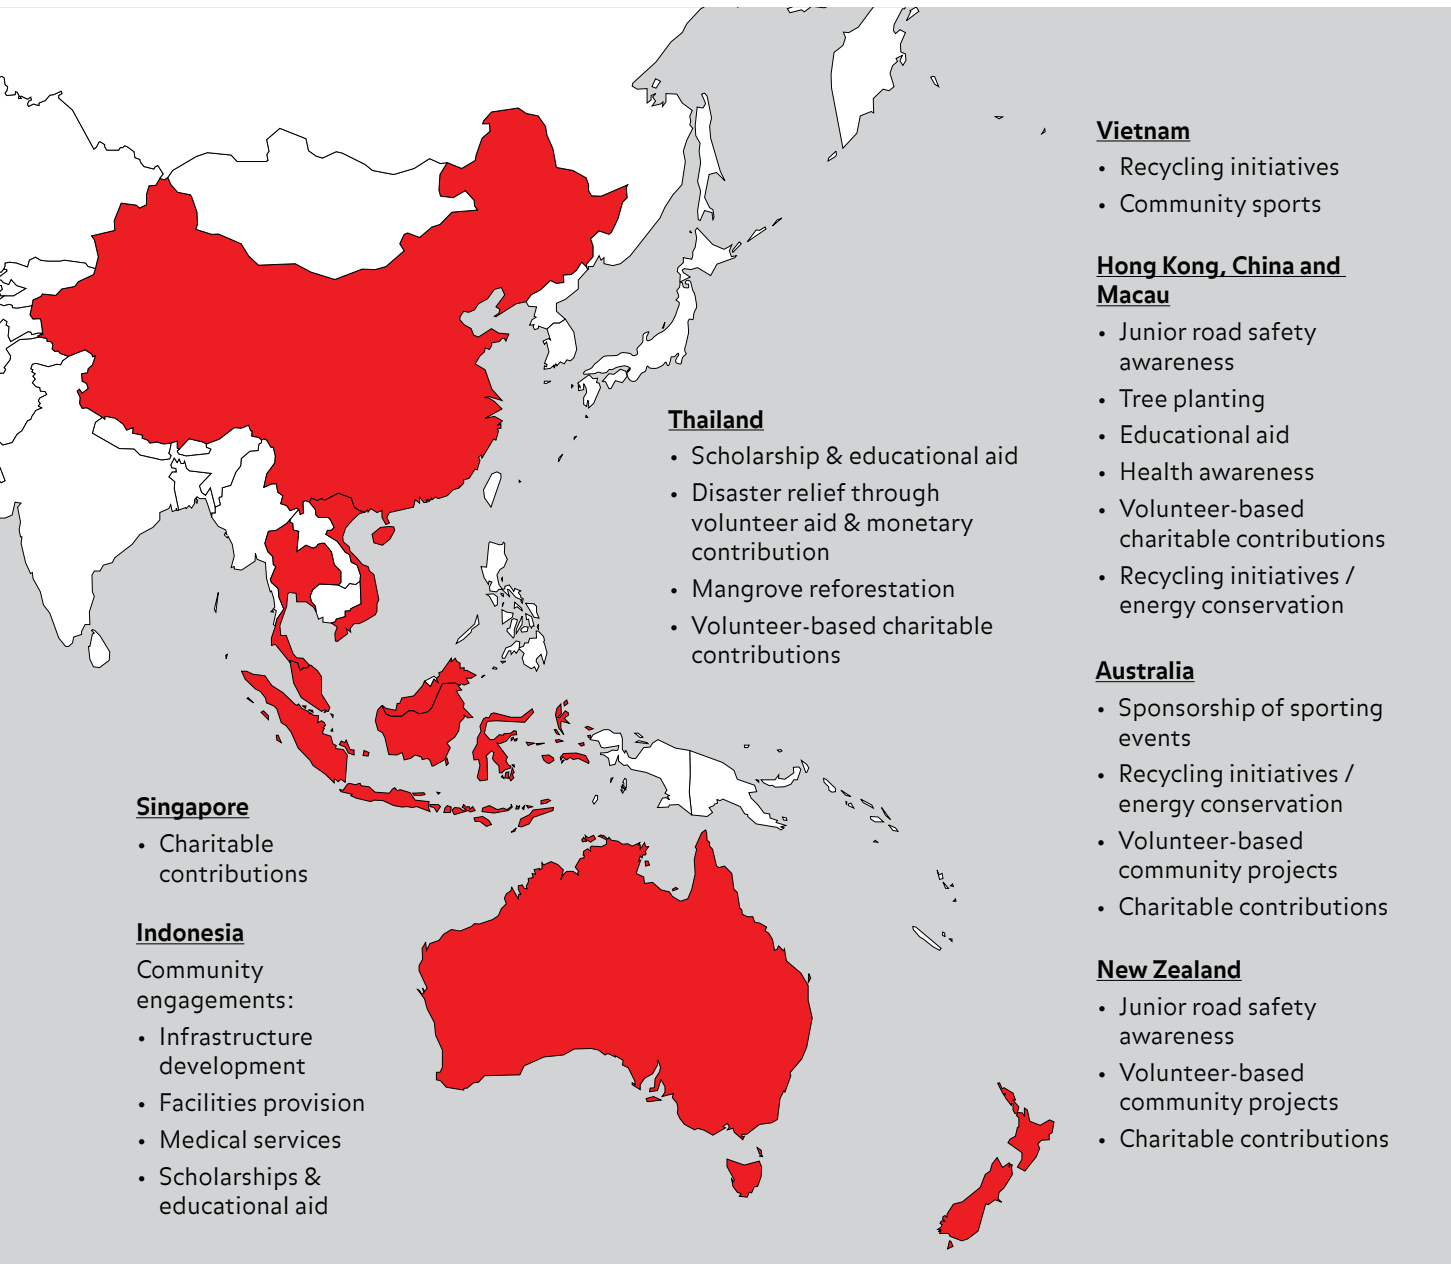 Vietnam
• Recycling initiatives
• Community sports
Hong Kong, China and
Macau
• Junior road safety
awareness
• Tree planting
• Educational aid
• Health awareness
• Volunteer-based
charitable contributions
• Recycling initiatives /
energy conservation
Thailand
• Scholarship & educational aid
• Disaster relief through
volunteer aid & monetary
contribution
• Mangrove reforestation
• Volunteer-based charitable
contributions
Australia
• Sponsorship of sporting
events
• Recycling initiatives /
energy conservation
• Volunteer-based
community projects
• Charitable contributions
Singapore
• Charitable
contributions
Indonesia
Community
engagements:
• Infrastructure
development
• Facilities provision
• Medical services
• Scholarships &
educational aid
New Zealand
• Junior road safety
awareness
• Volunteer-based
community projects
• Charitable contributions